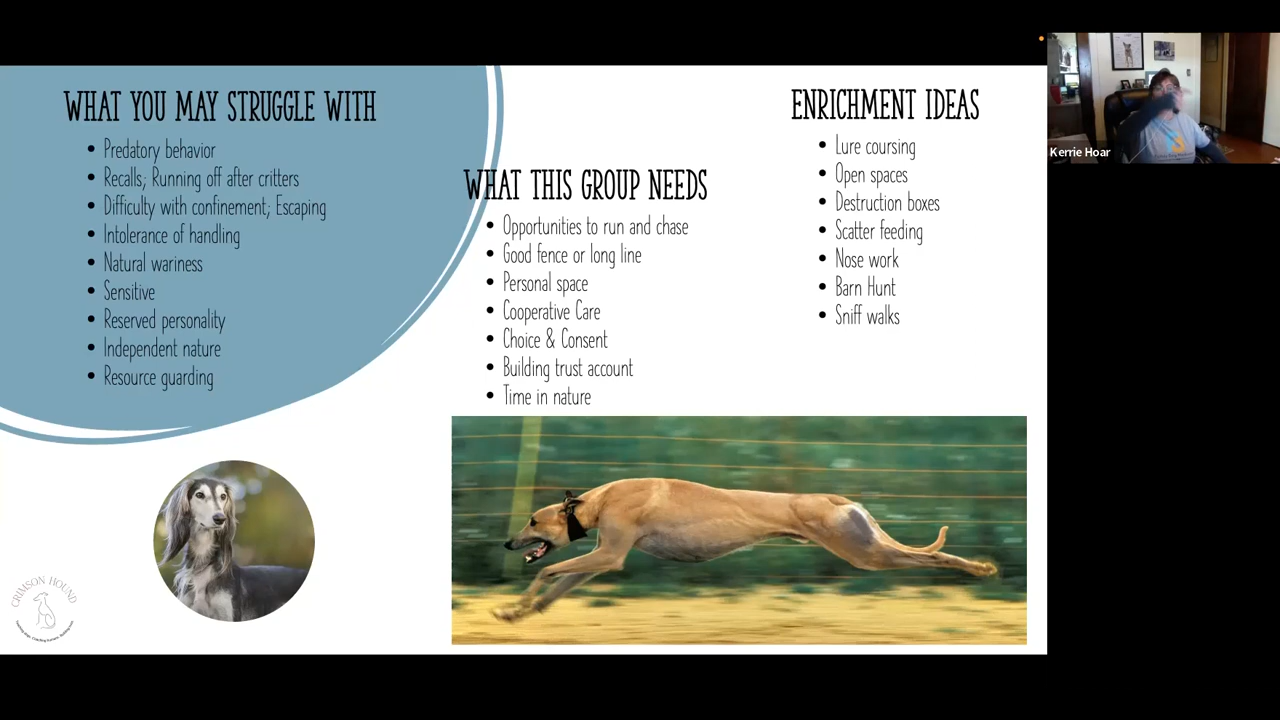 WHAT YOU MAY STRUGGLE WITH
• Predatory behavior
• Recalls; Running off after critters
• Difficulty with confinement; Escaping
• Intolerance of handling
• Natural wariness
• Sensitive
• Reserved personality
• Independent nature
• Resource guarding
WHAT THIS GROUP NEEDS
• Opportunities to run and chase
• Good fence or long line
• Personal space
• Cooperative Care
• Choice & Consent
• Building trust account
• Time in nature
ENRICHMENT IDEAS
• Lure coursing
• Open spaces
• Destruction boxes
• Scatter feeding
• Nose work
• Barn Hunt
• Sniff walks
Kerrie Hoar
CRIMSON HOUND